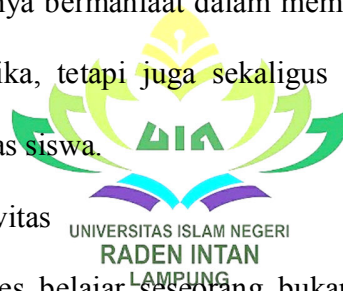 nya bermanfaat dalam mem
ika, tetapi juga sekaligus
as siswa.
UIN
vitas
UNIVERSITAS ISLAM NEGERI
RADEN INTAN
LAMPUNG
es belajar seseorang bukan